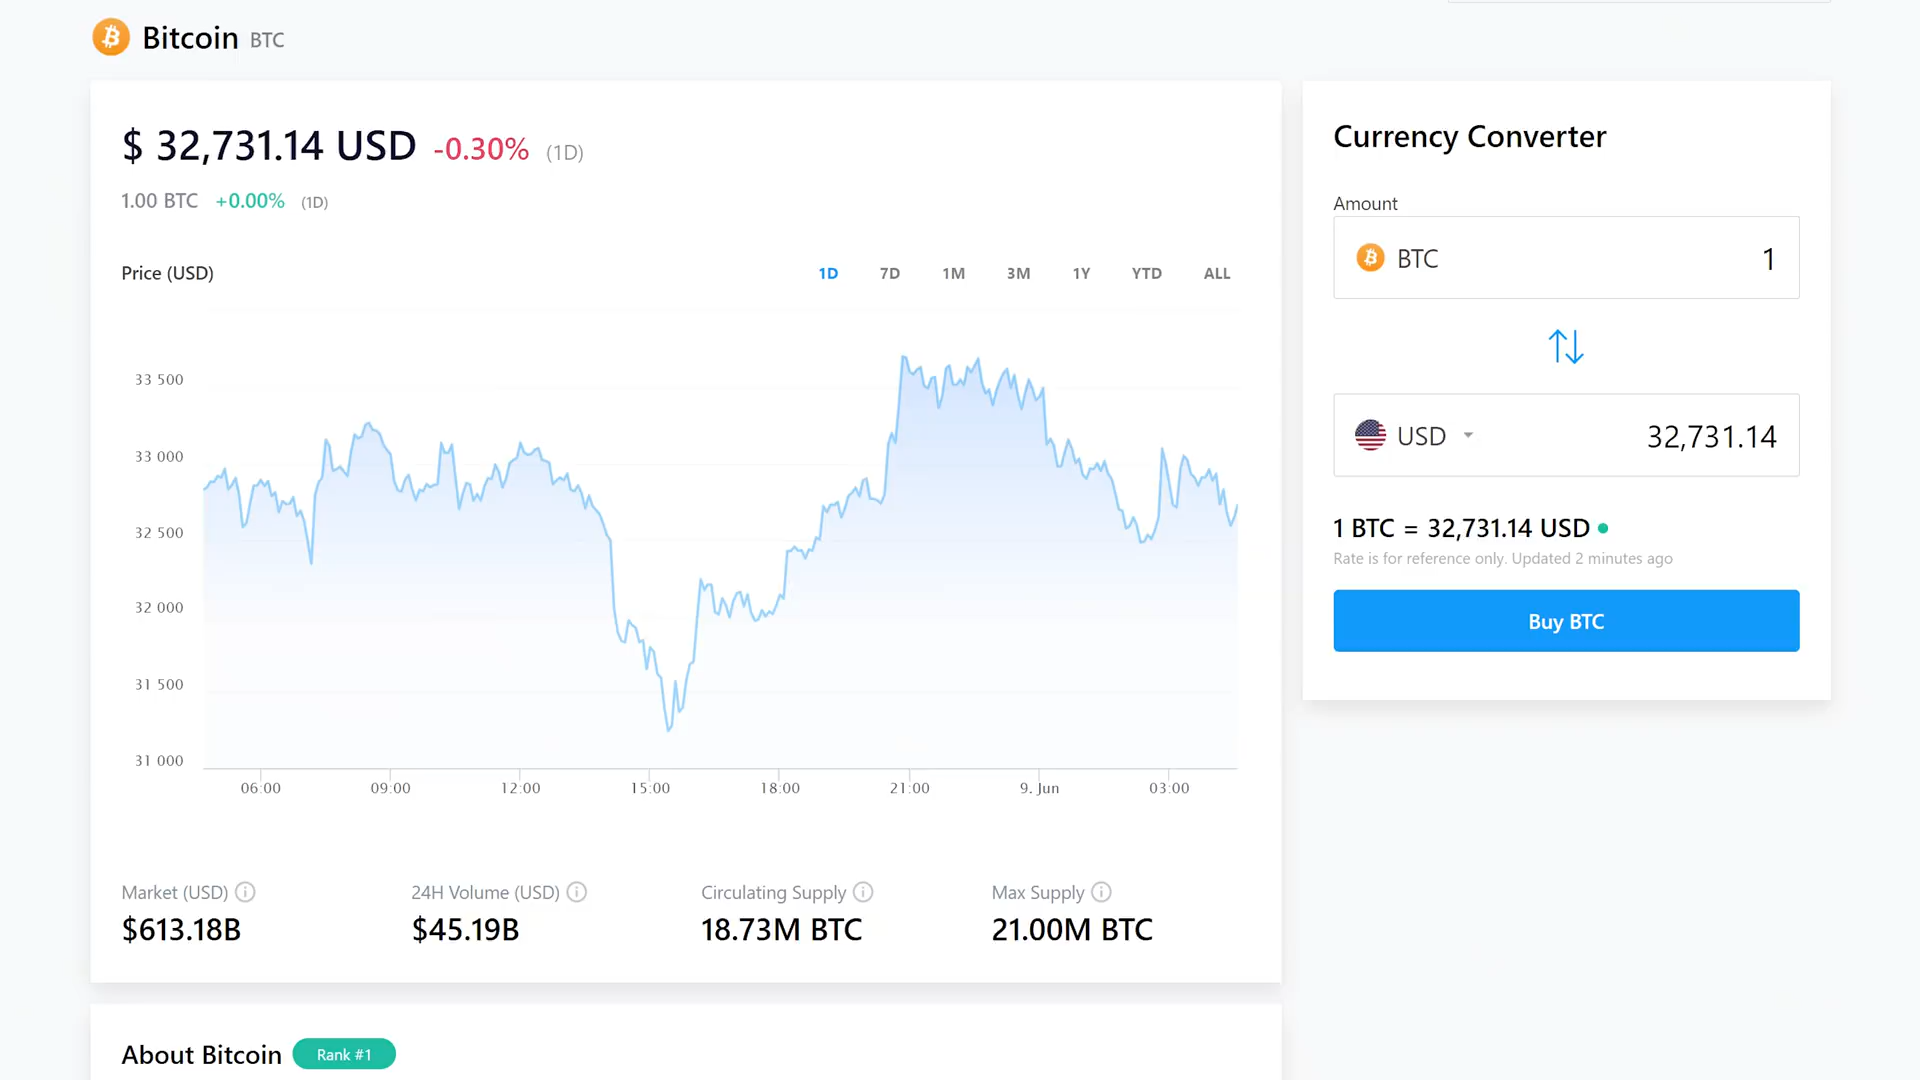 Bitcoin BTC
$ 32,731.14 USD -0.30% (1D)
1.00 BTC +0.00% (1D)
Price (USD) 1D 7D 1M 3M 1Y YTD ALL
33 500
33 000
32 500
32 000
31 500
31 000
06:00 09:00 12:00 15:00 18:00 21:00 9. Jun 03:00
Market (USD) 24H Volume (USD) Circulating Supply Max Supply
$613.18B $45.19B 18.73M BTC 21.00M BTC
About Bitcoin Rank #1
Currency Converter
Amount
BTC 1
USD 32,731.14
1 BTC = 32,731.14 USD
Rate is for reference only. Updated 2 minutes ago
Buy BTC